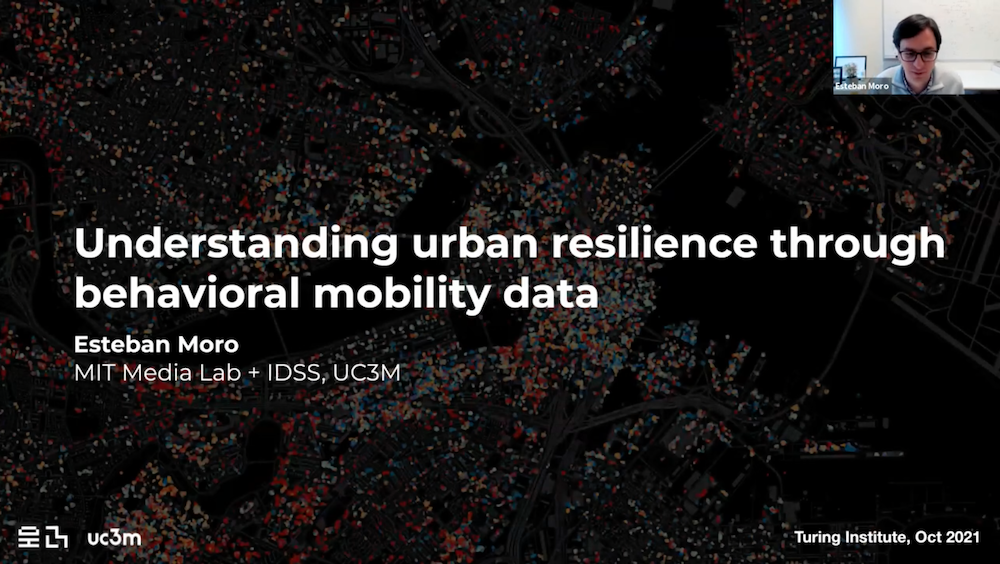 Esteban Moro
Understanding urban resilience through
behavioral mobility data
Esteban Moro
MIT Media Lab + IDSS, UC3M
uc3m
Turing Institute, Oct 2021